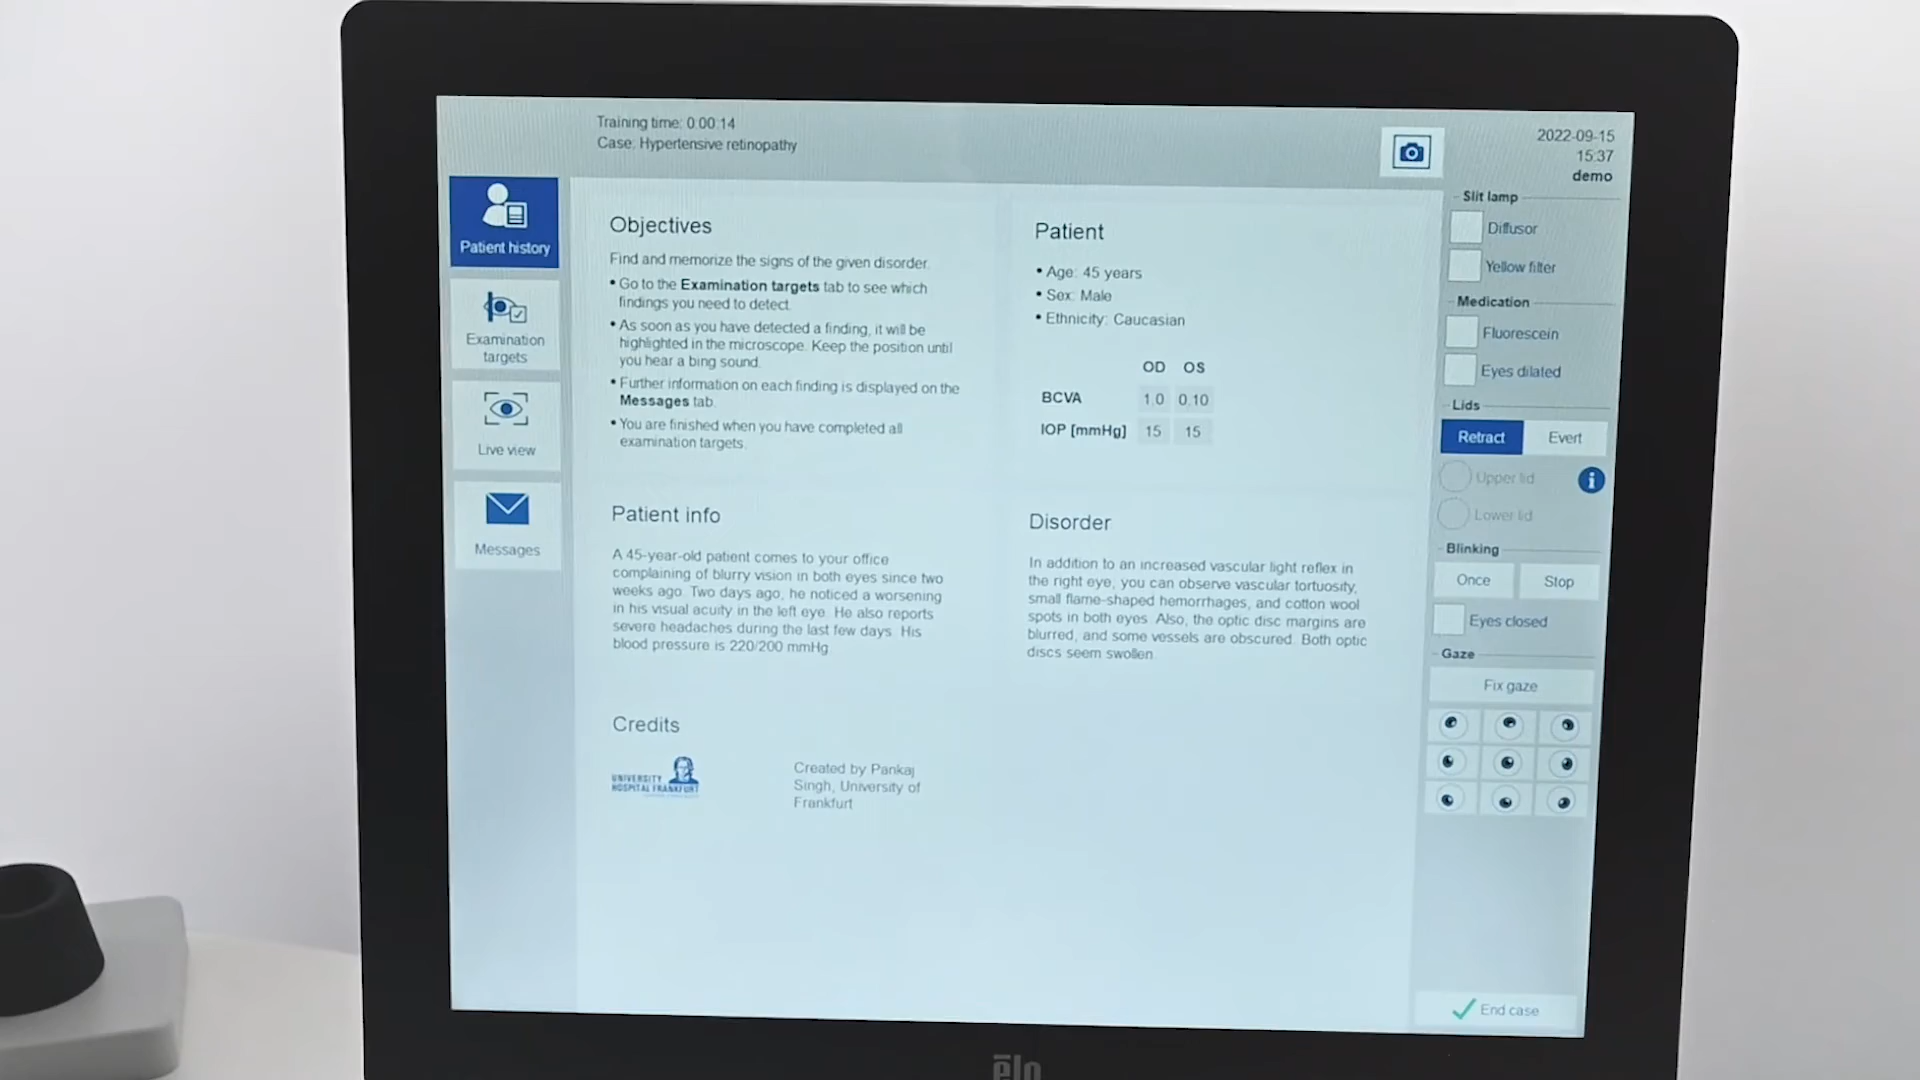 Training time: 0:00:14
Case: Hypertensive retinopathy
2022-09-15
15:37
demo
Patient history
Examination
targets
Live view
Messages
Objectives
Find and memorize the signs of the given disorder.
• Go to the Examination targets tab to see which
findings you need to detect.
• As soon as you have detected a finding, it will be
highlighted in the microscope. Keep the position until
you hear a bing sound.
• Further information on each finding is displayed on the
Messages tab.
• You are finished when you have completed all
examination targets.
Patient
• Age: 45 years
• Sex: Male
• Ethnicity: Caucasian
OD OS
BCVA 1.0 0.10
IOP [mmHg] 15 15
Patient info
A 45-year-old patient comes to your office
complaining of blurry vision in both eyes since two
weeks ago. Two days ago, he noticed a worsening
in his visual acuity in the left eye. He also reports
severe headaches during the last few days. His
blood pressure is 220/200 mmHg
Disorder
In addition to an increased vascular light reflex in
the right eye, you can observe vascular tortuosity,
small flame-shaped hemorrhages, and cotton wool
spots in both eyes. Also, the optic disc margins are
blurred, and some vessels are obscured. Both optic
discs seem swollen.
Credits
UNIVERSITY
HOSPITAL FRANKFURT
Created by Pankaj
Singh, University of
Frankfurt
Slit lamp
Diffusor
Yellow filter
Medication
Fluorescein
Eyes dilated
Lids
Retract Evert
Upper lid
Lower lid
Blinking
Once Stop
Eyes closed
Gaze
Fix gaze
End case
elo